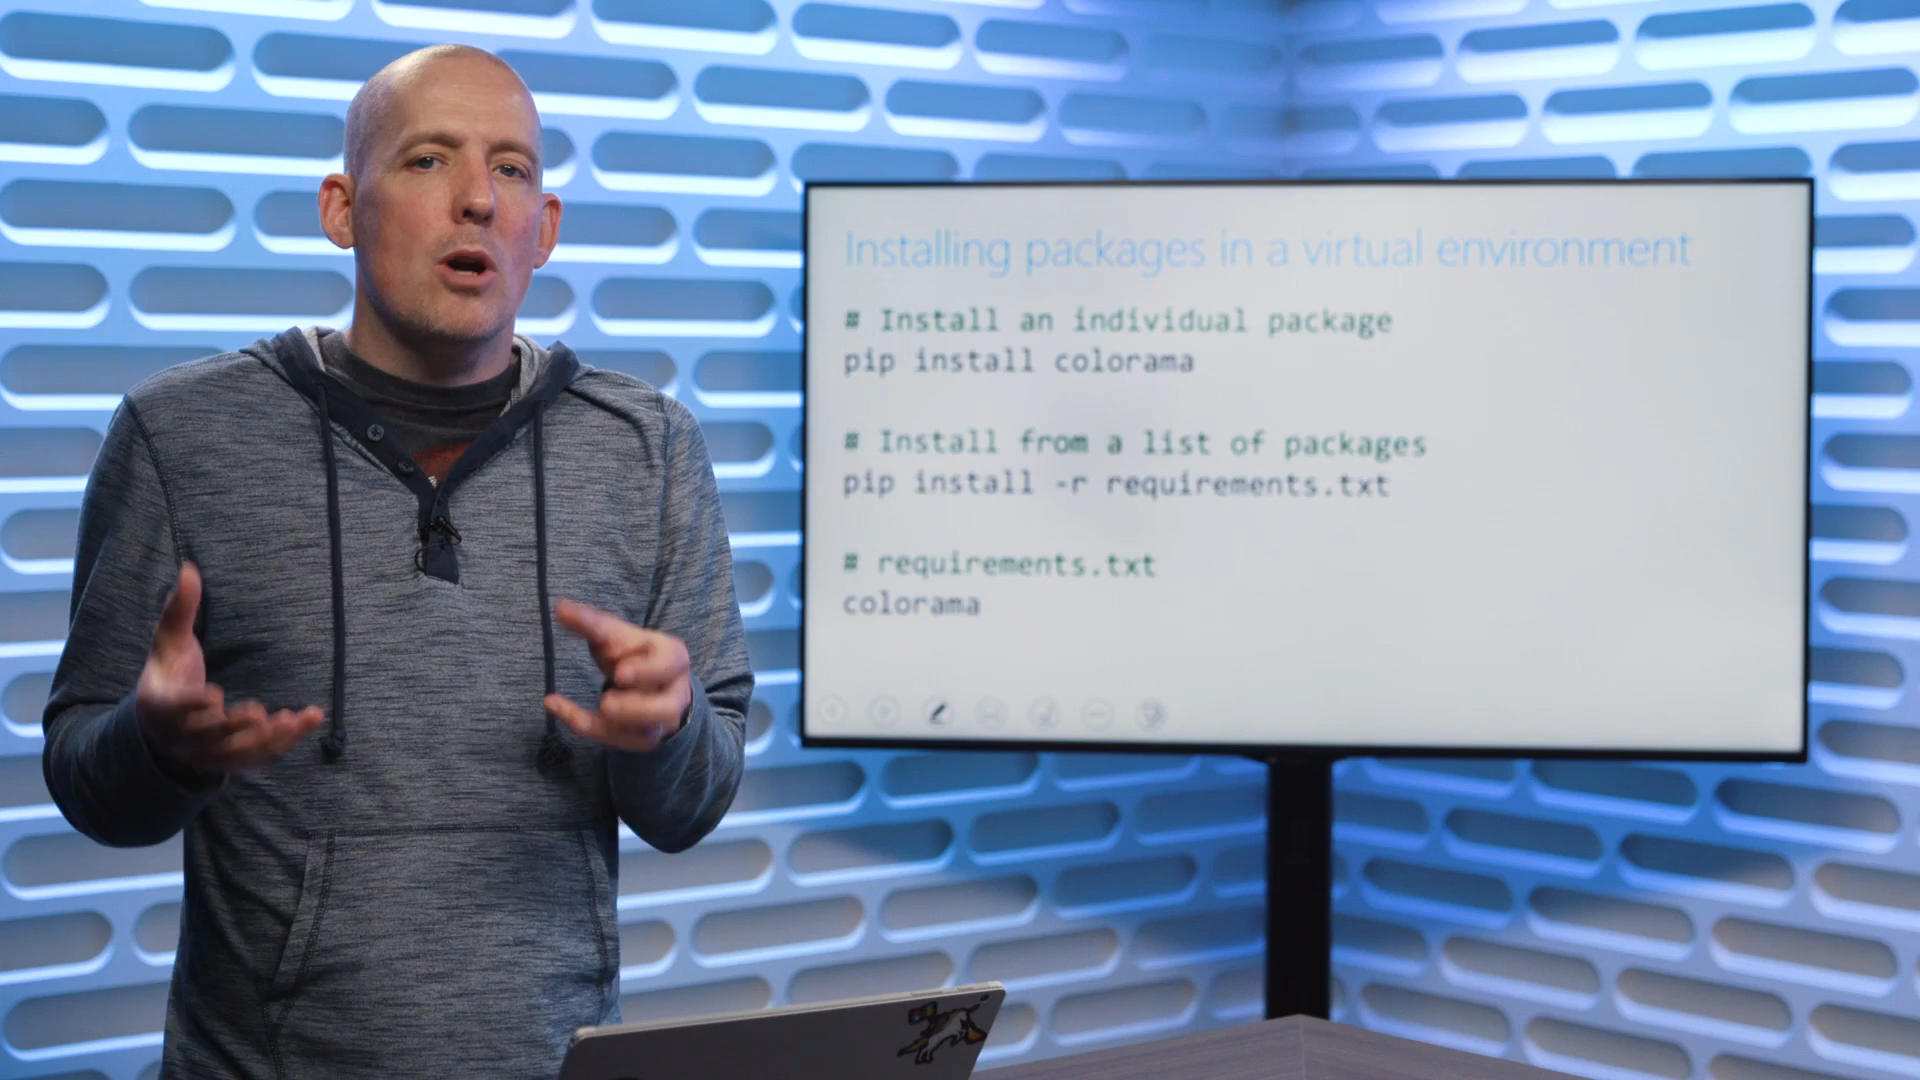 Installing packages in a virtual environment
# Install an individual package
pip install colorama
# Install from a list of packages
pip install -r requirements.txt
# requirements.txt
colorama